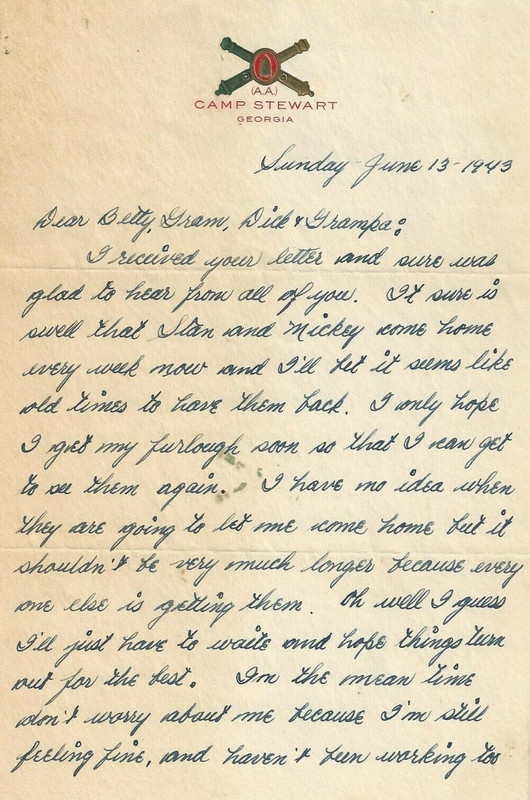 (A.A.)
CAMP STEWART
GEORGIA
Sunday-June 13-1943
Dear Betty, Gram, Dick & Grampa:
I received your letter and sure was
glad to hear from all of you. It sure is
swell that Stan and Mickey come home
every week now and I'll bet it seems like
old times to have them back. I only hope
I get my furlough soon so that I can get
to see them again. I have no idea when
they are going to let me come home but it
shouldn't be very much longer because every
one else is getting them. Oh well I guess
I'll just have to waite and hope things turn
out for the best. In the mean time
don't worry about me because I'm still
feeling fine, and haven't been working too